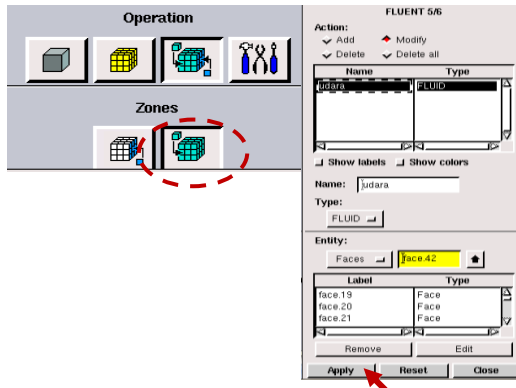 Operation
Zones
FLUENT 5/6
Action:
Add Modify
Delete Delete all
Name Type
udara FLUID
Show labels Show colors
Name: udara
Type:
FLUID
Entity:
Faces face.42
Label Type
face.19 Face
face.20 Face
face.21 Face
Remove Edit
Apply Reset Close